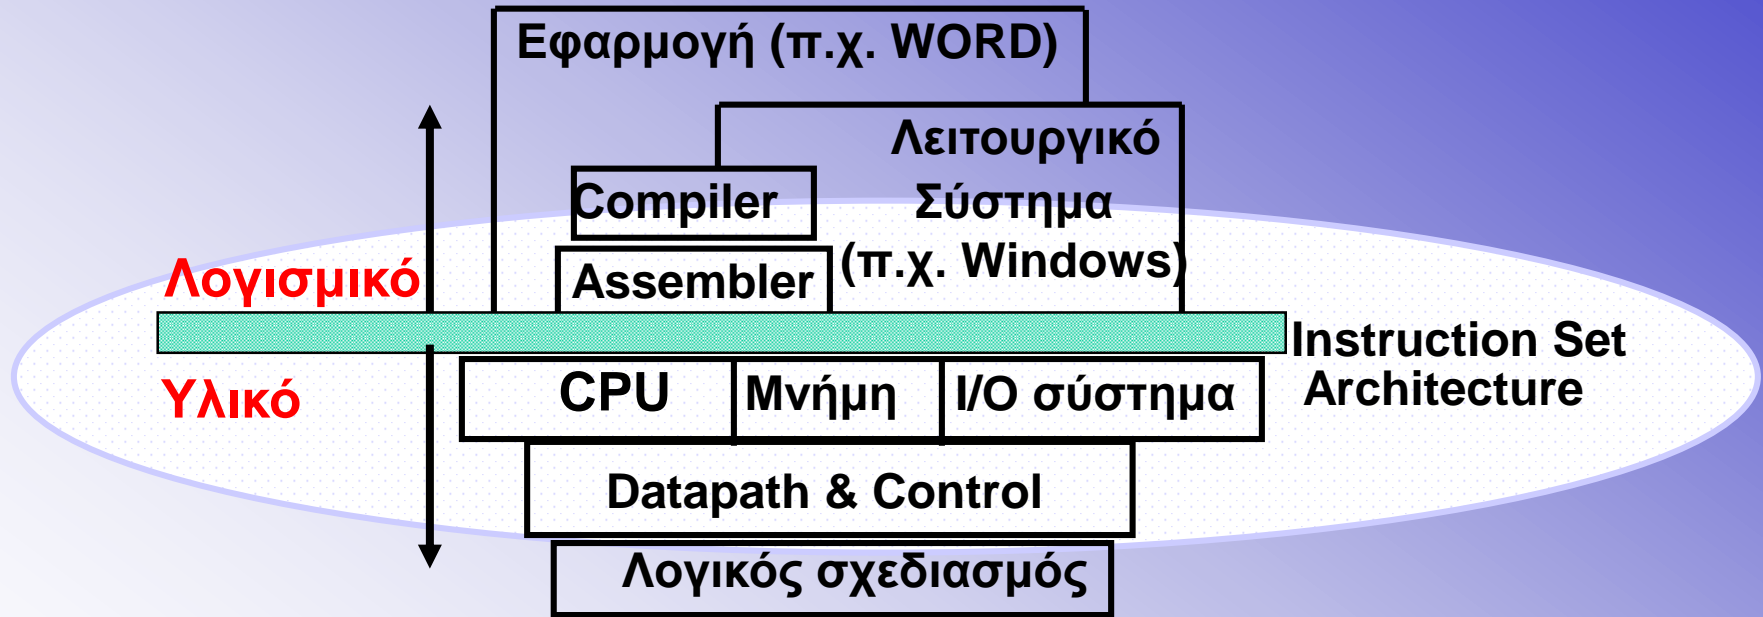 Εφαρμογή (π.χ. WORD)
Λειτουργικό
Σύστημα
(π.χ. Windows)
Compiler
Assembler
Λογισμικό
Instruction Set
Architecture
Υλικό
CPU
Μνήμη
I/O σύστημα
Datapath & Control
Λογικός σχεδιασμός